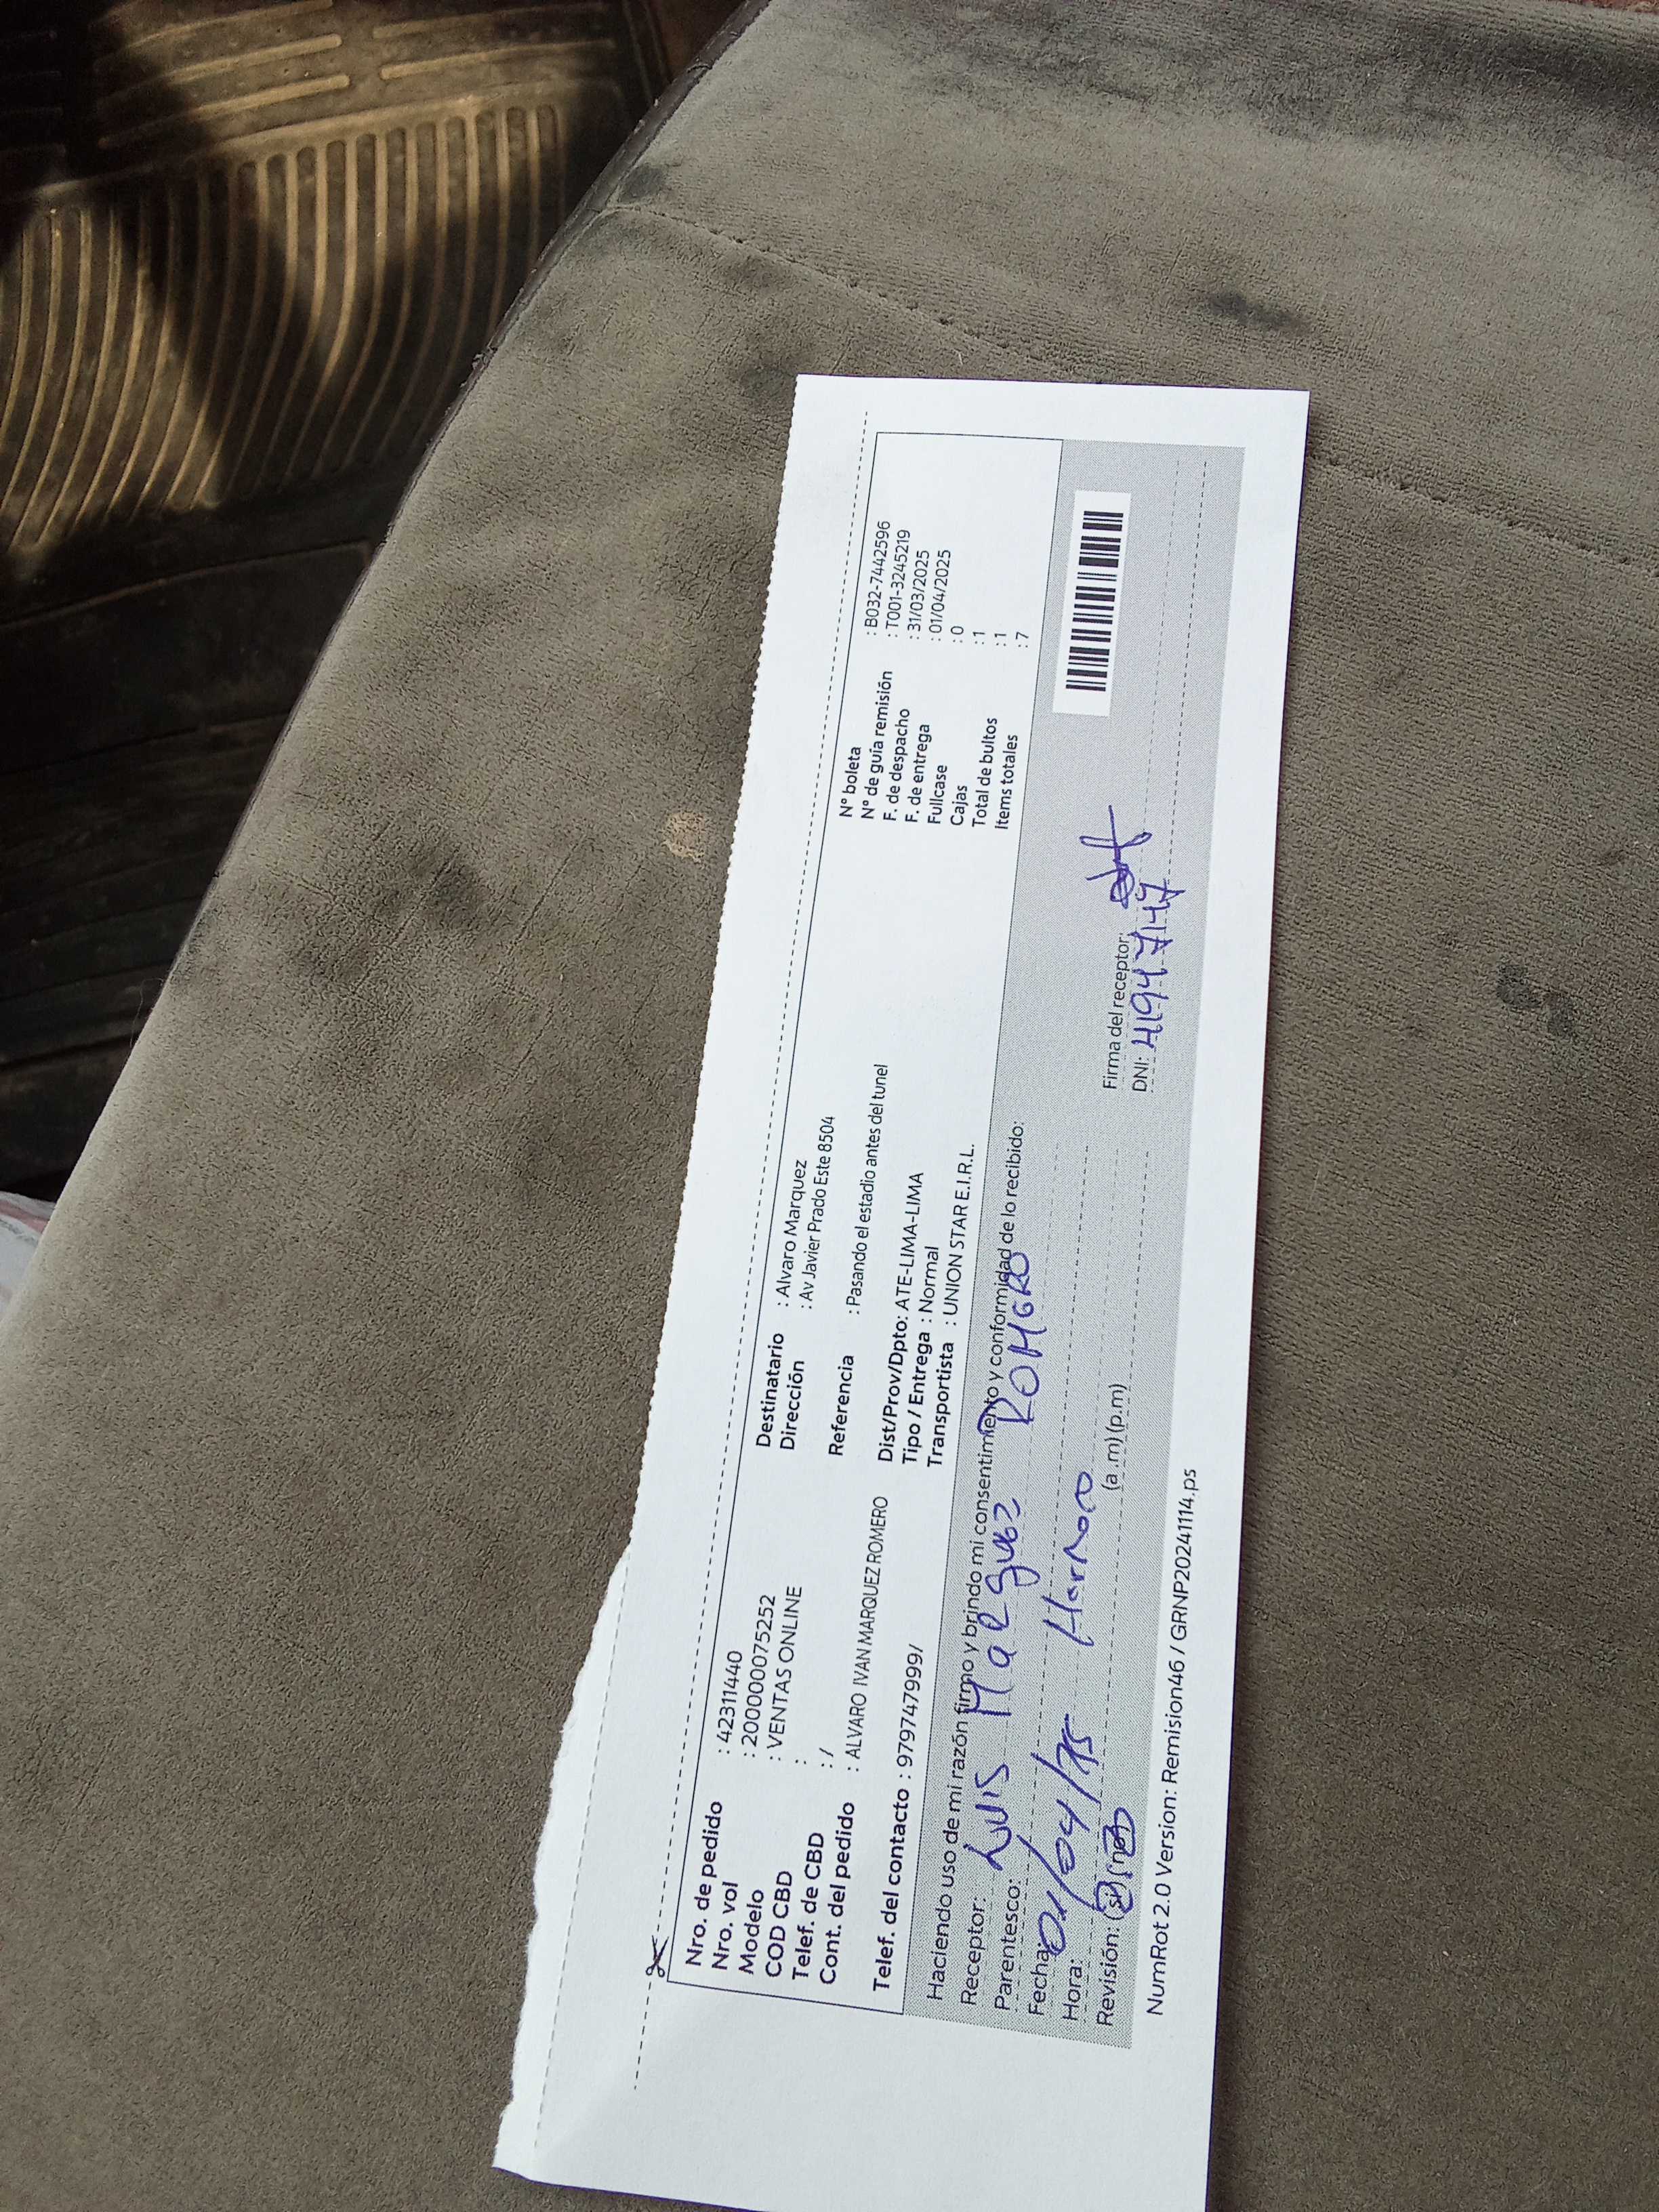 Nro. de pedido : 42311440
Nro. vol : 200000075252
Modelo : VENTAS ONLINE
COD CBD :
Telef. de CBD : /
Cont. del pedido : ALVARO IVAN MARQUEZ ROMERO
Telef. del contacto : 979747999/
Destinatario : Alvaro Marquez
Dirección : Av Javier Prado Este 8504
Referencia : Pasando el estadio antes del tunel
Dist/Prov/Dpto: ATE-LIMA-LIMA
Tipo / Entrega : Normal
Transportista : UNION STAR E.I.R.L.
N° boleta : B032-7442596
N° de guía remisión : T001-3245219
F. de despacho : 31/03/2025
F. de entrega : 01/04/2025
Fullcase : 0
Cajas : 1
Total de bultos : 1
Items totales : 7
Haciendo uso de mi razón firmo y brindo mi consentimiento y conformidad de lo recibido:
Receptor: Luis Marquez Romero
Parentesco: Hermano
Fecha: 01/04/25
Hora: (a.m) (p.m)
Revisión: (si) (no)
Firma del receptor:
DNI: 41947147
NumRot 2.0 Version: Remision46 / GRNP20241114.ps